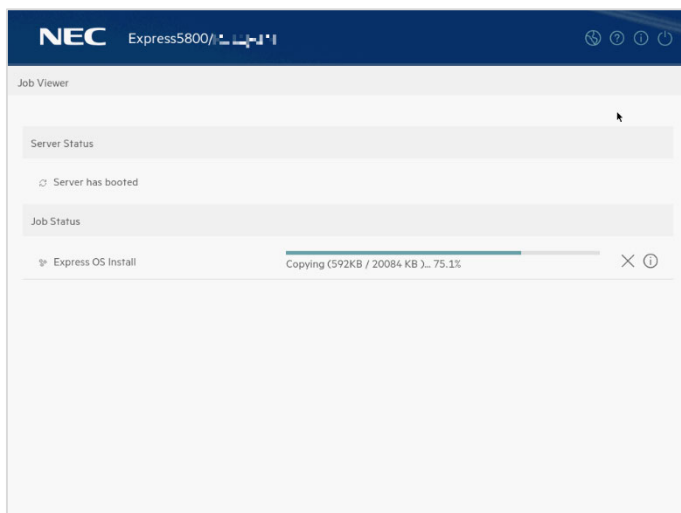 NEC Express5800/
Job Viewer
Server Status
Server has booted
Job Status
Express OS Install
Copying (592KB / 20084 KB )... 75.1%